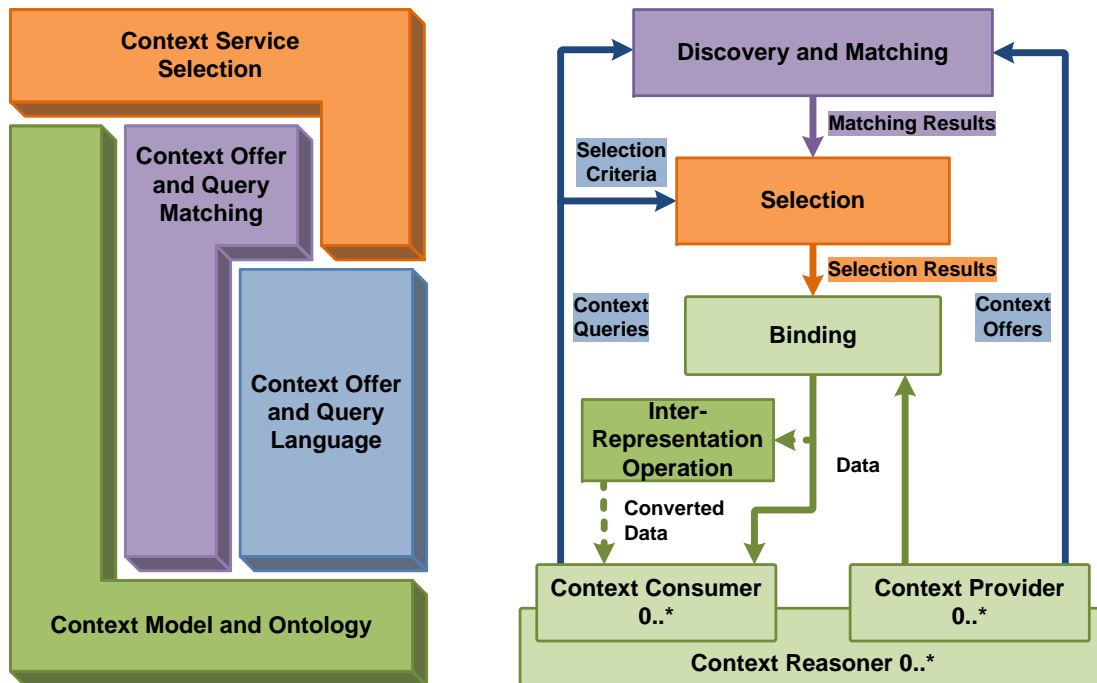 Context Service
Selection
Context Offer
and Query
Matching
Context Offer
and Query
Language
Context Model and Ontology
Discovery and Matching
Matching Results
Selection
Criteria
Selection
Selection Results
Context
Queries
Context
Offers
Binding
Inter-
Representation
Operation
Data
Converted
Data
Context Consumer
0..*
Context Provider
0..*
Context Reasoner 0..*